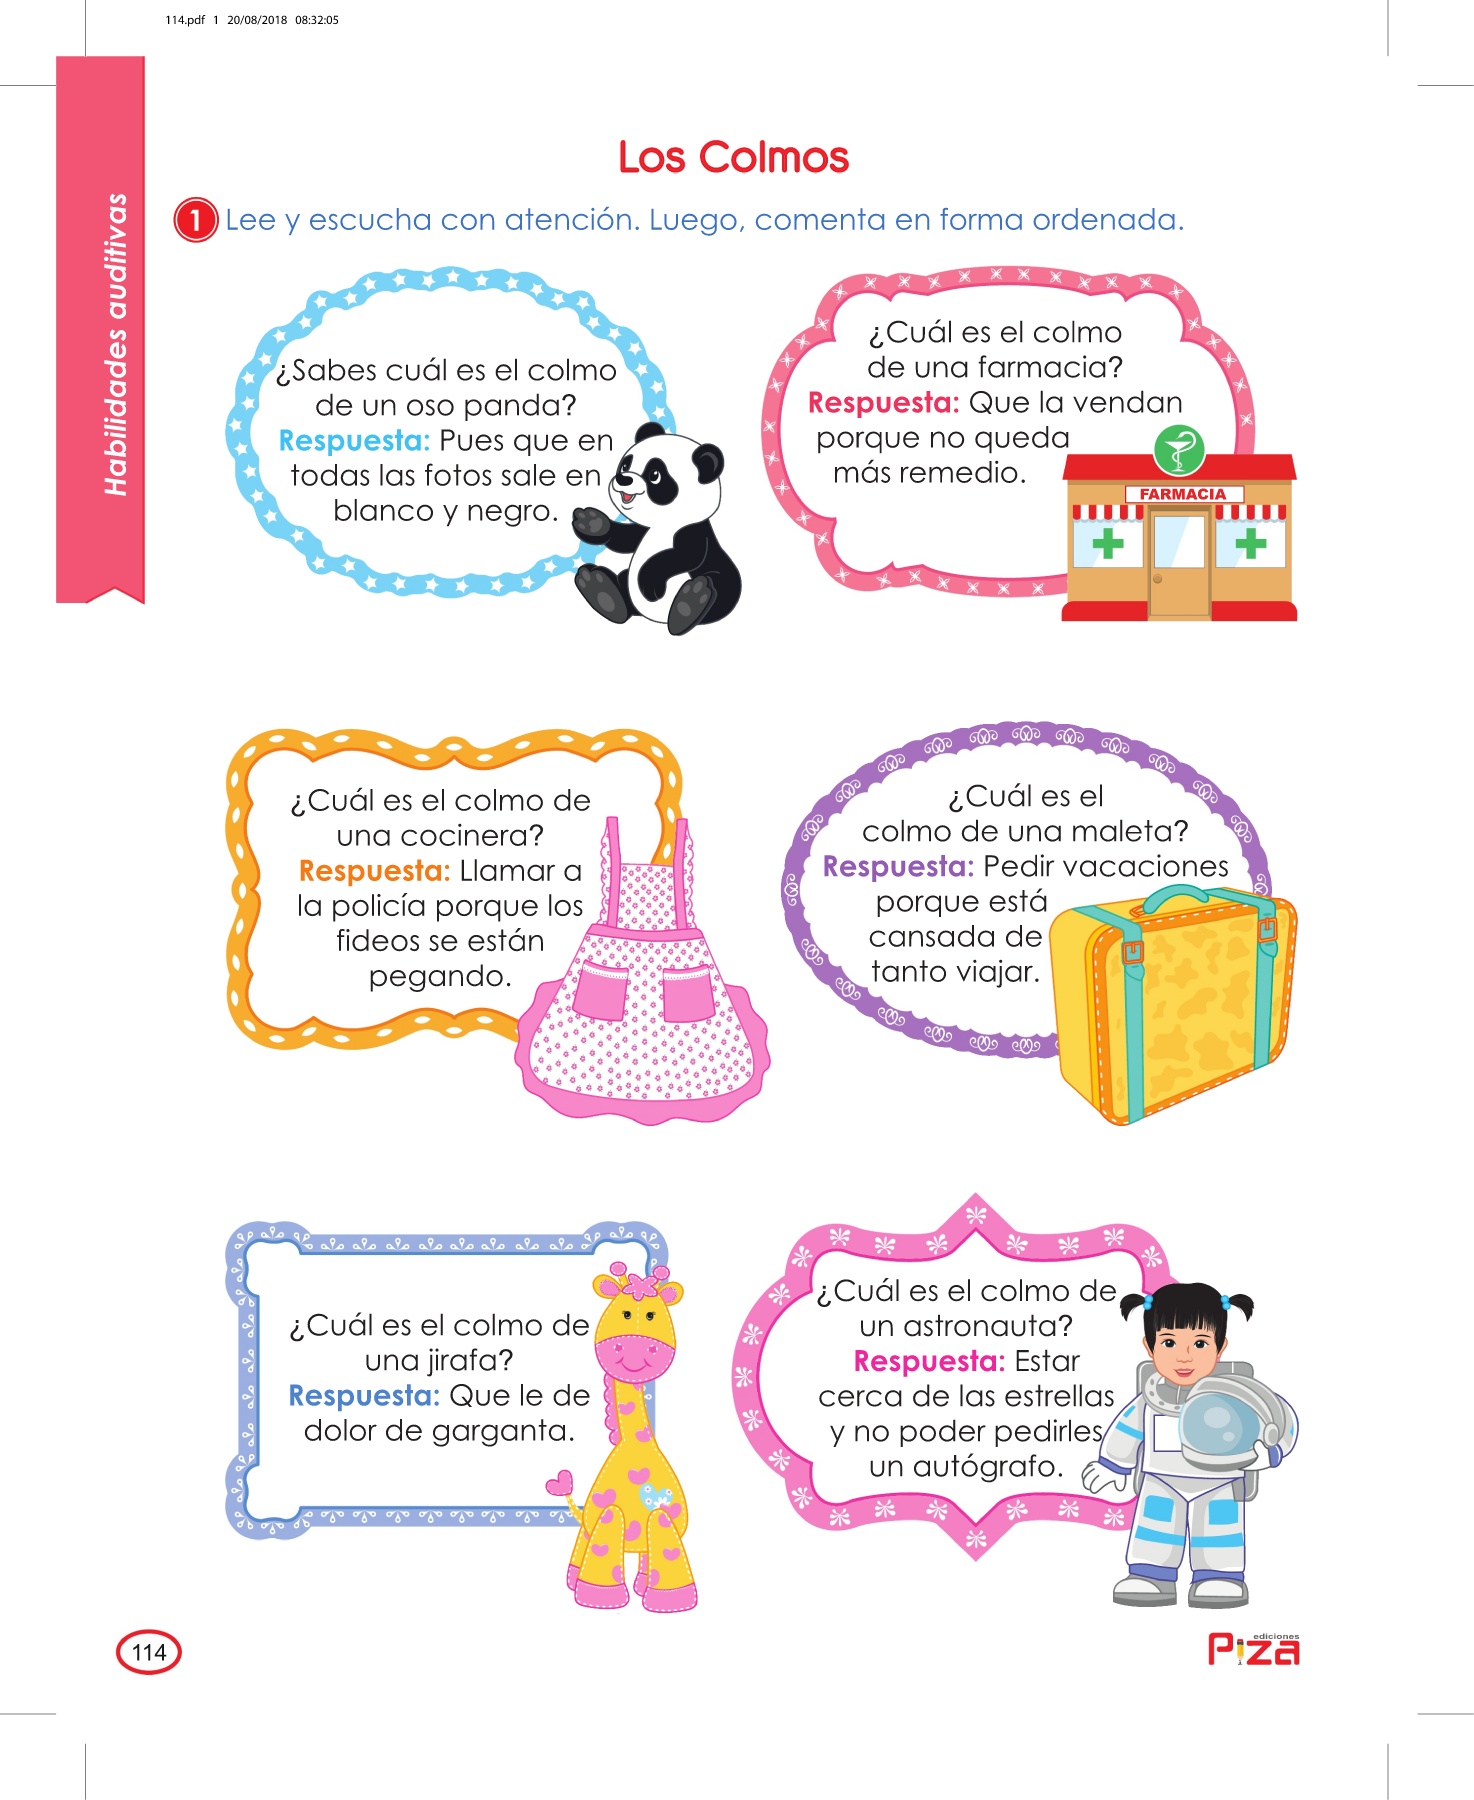 114.pdf 1 20/08/2018 08:32:05
Habilidades auditivas
Los Colmos
1 Lee y escucha con atención. Luego, comenta en forma ordenada.
¿Sabes cuál es el colmo
de un oso panda?
Respuesta: Pues que en
todas las fotos sale en
blanco y negro.
¿Cuál es el colmo
de una farmacia?
Respuesta: Que la vendan
porque no queda
más remedio.
FARMACIA
¿Cuál es el colmo de
una cocinera?
Respuesta: Llamar a
la policía porque los
fideos se están
pegando.
¿Cuál es el
colmo de una maleta?
Respuesta: Pedir vacaciones
porque está
cansada de
tanto viajar.
¿Cuál es el colmo de
una jirafa?
Respuesta: Que le de
dolor de garganta.
¿Cuál es el colmo de
un astronauta?
Respuesta: Estar
cerca de las estrellas
y no poder pedirles
un autógrafo.
114
ediciones
Piza